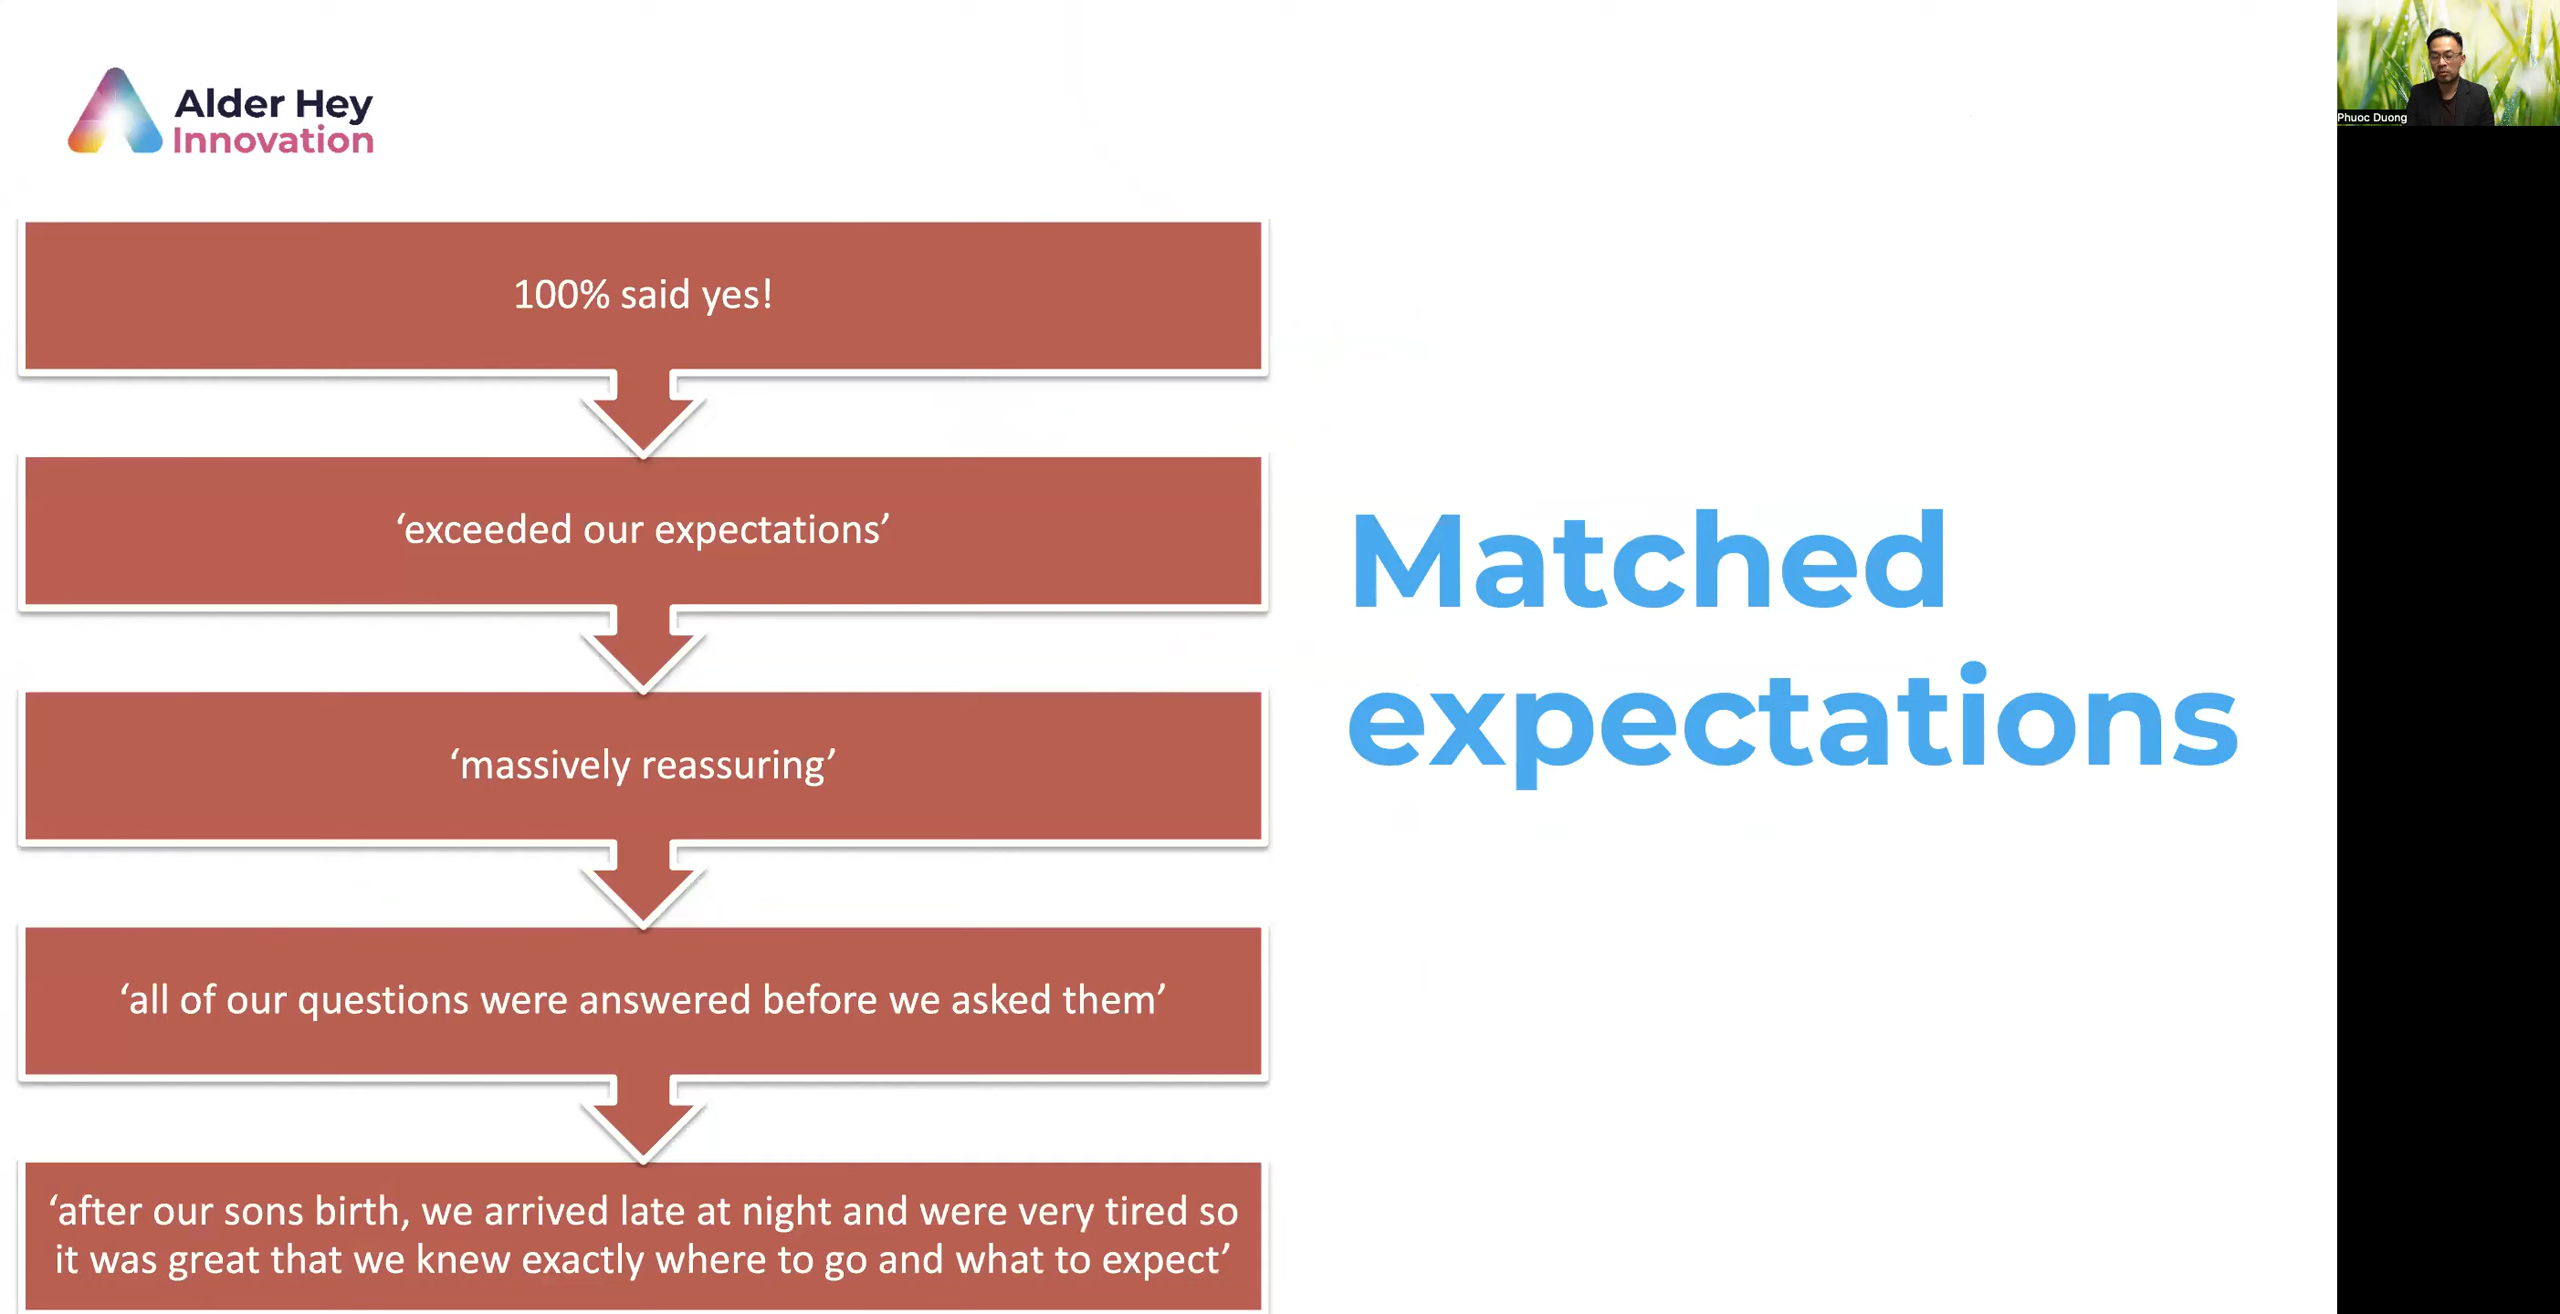 Alder Hey
Innovation
100% said yes!
‘exceeded our expectations’
‘massively reassuring’
‘all of our questions were answered before we asked them’
‘after our sons birth, we arrived late at night and were very tired so
it was great that we knew exactly where to go and what to expect’
Matched
expectations
Phuoc Duong